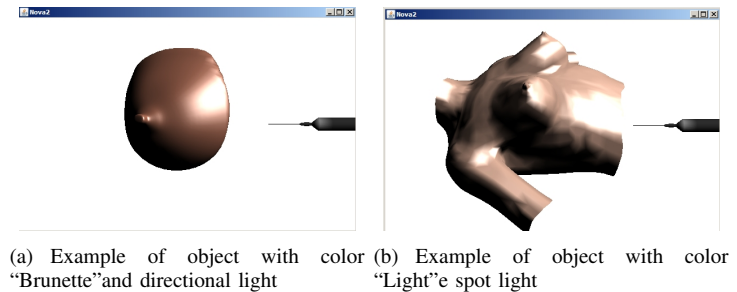 Nova2
Nova2
(a) Example of object with color
“Brunette”and directional light
(b) Example of object with color
“Light”e spot light